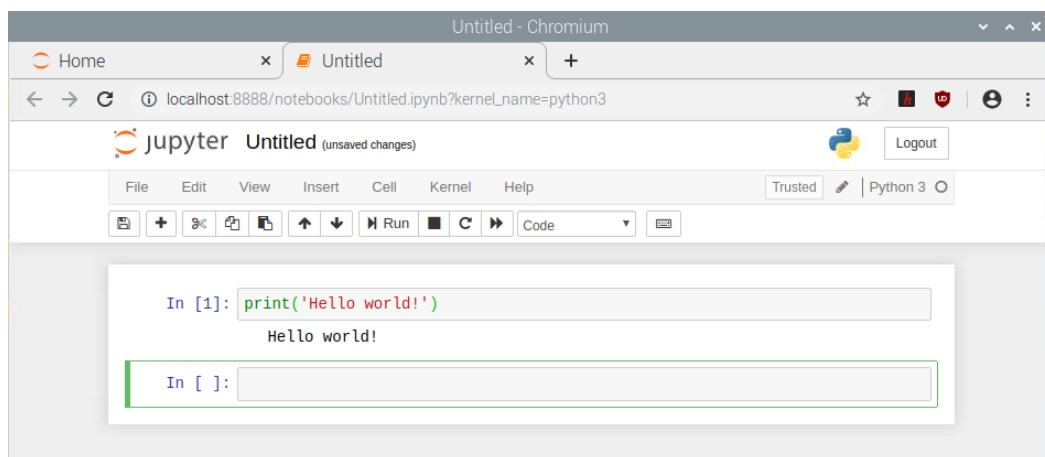 Untitled - Chromium
Home Untitled
localhost:8888/notebooks/Untitled.ipynb?kernel_name=python3
jupyter Untitled (unsaved changes) Logout
File Edit View Insert Cell Kernel Help Trusted Python 3
Run Code
In [1]: print('Hello world!')
Hello world!
In [ ]: